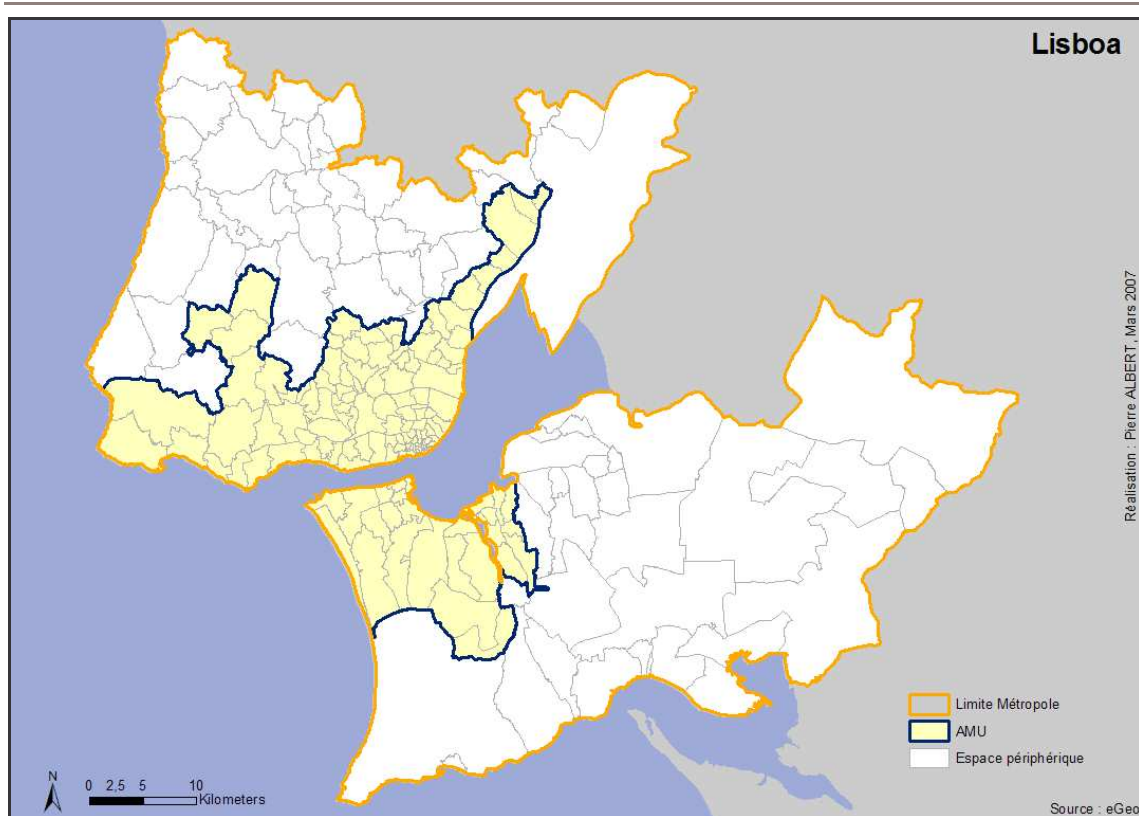 Lisboa
Réalisation : Pierre ALBERT, Mars 2007
Limite Métropole
AMU
Espace périphérique
N
0 2,5 5 10
Kilometers
Source : eGeo